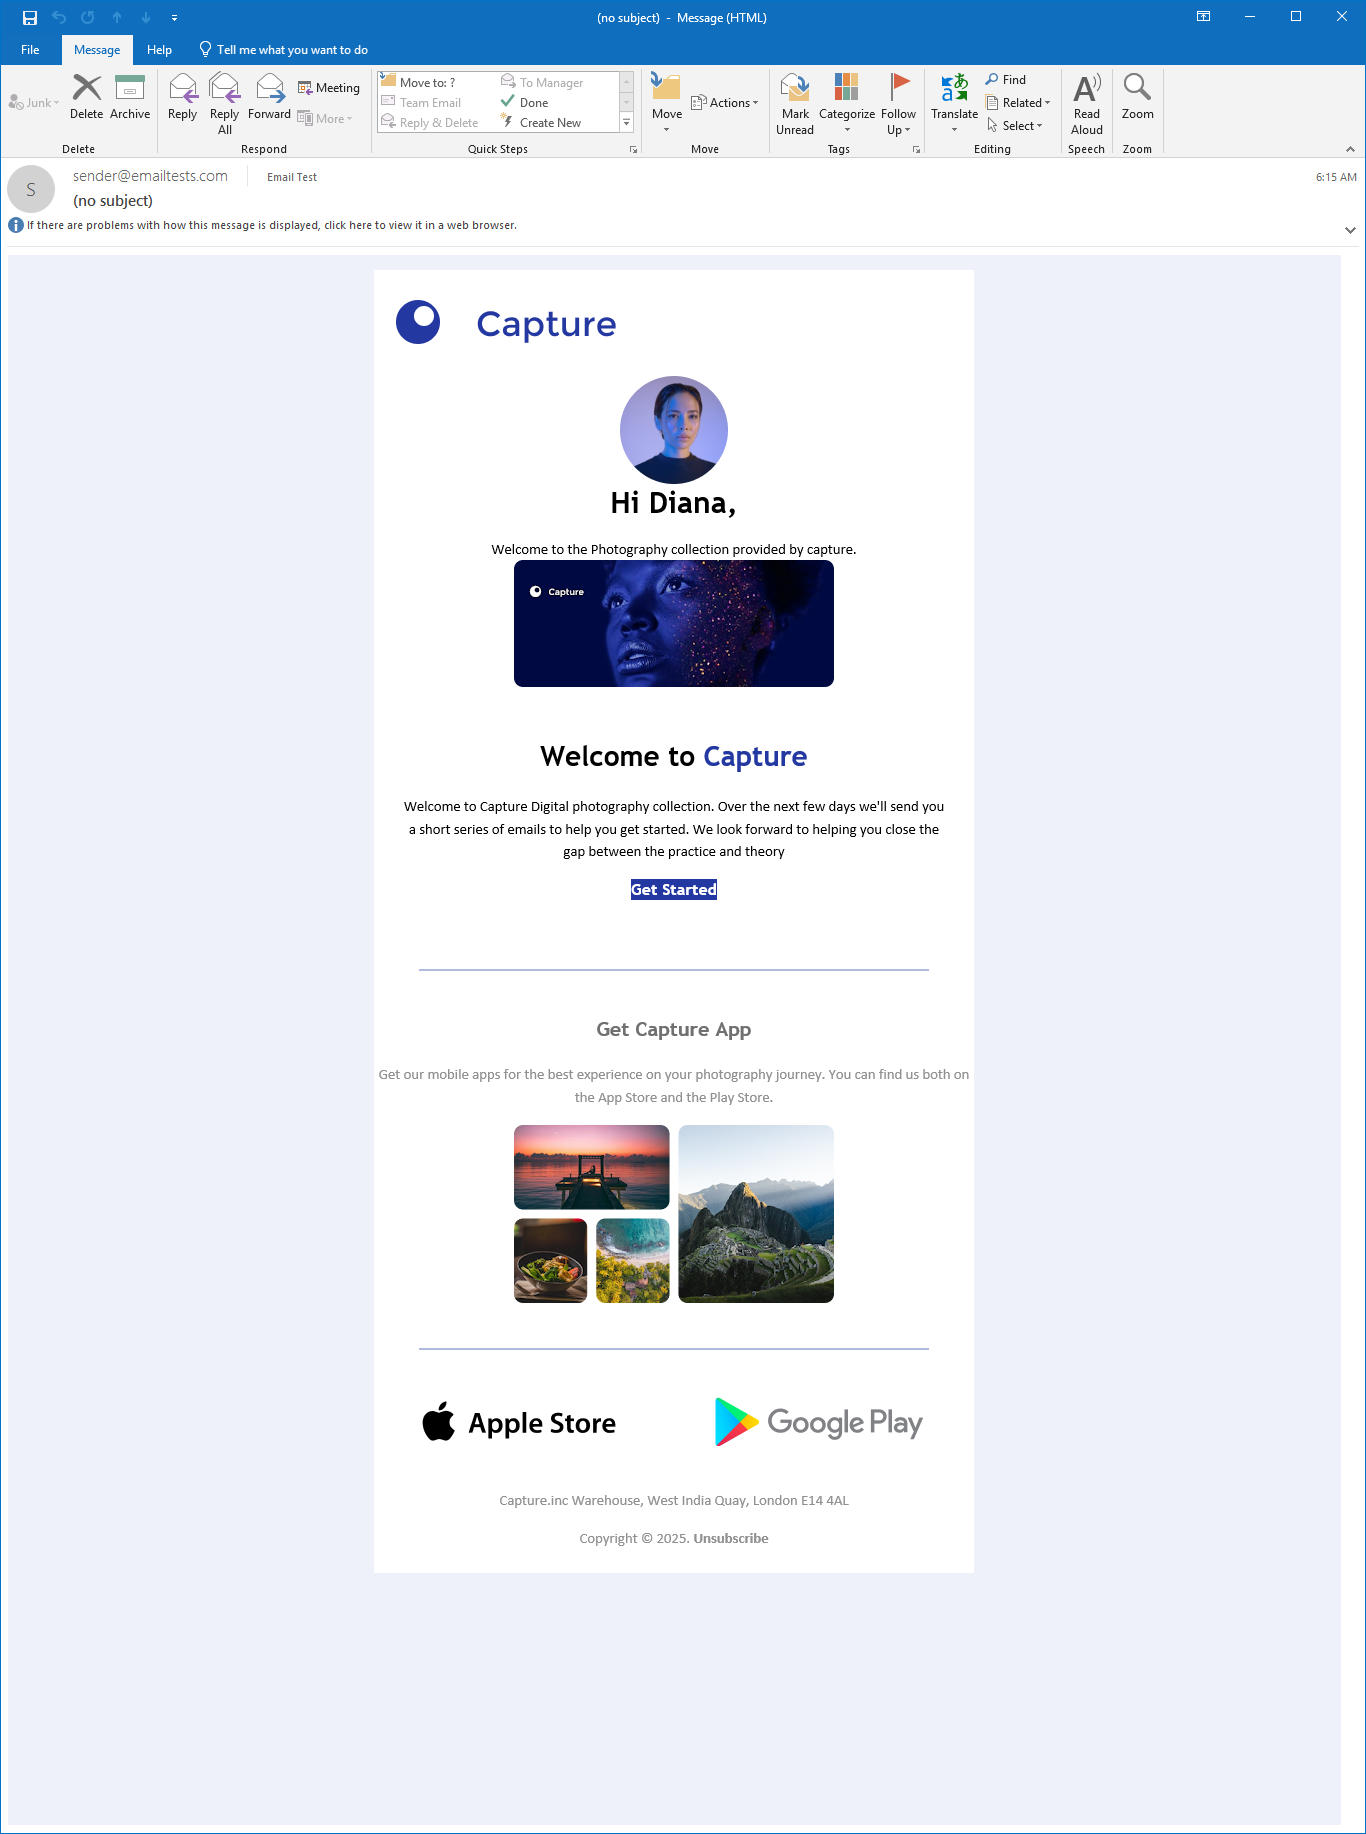 (no subject) - Message (HTML)
File Message Help Tell me what you want to do
Junk
Delete
Archive
Delete
Reply
Reply All
Forward
Meeting
More
Respond
Move to: ?
To Manager
Team Email
Done
Reply & Delete
Create New
Quick Steps
Move
Actions
Move
Mark Unread
Categorize
Follow Up
Tags
Translate
Find
Related
Select
Editing
Read Aloud
Speech
Zoom
Zoom
S
sender@emailtests.com
Email Test
6:15 AM
(no subject)
If there are problems with how this message is displayed, click here to view it in a web browser.
Capture
Hi Diana,
Welcome to the Photography collection provided by capture.
Capture
Welcome to Capture
Welcome to Capture Digital photography collection. Over the next few days we'll send you
a short series of emails to help you get started. We look forward to helping you close the
gap between the practice and theory
Get Started
Get Capture App
Get our mobile apps for the best experience on your photography journey. You can find us both on
the App Store and the Play Store.
Apple Store
Google Play
Capture.inc Warehouse, West India Quay, London E14 4AL
Copyright © 2025. Unsubscribe